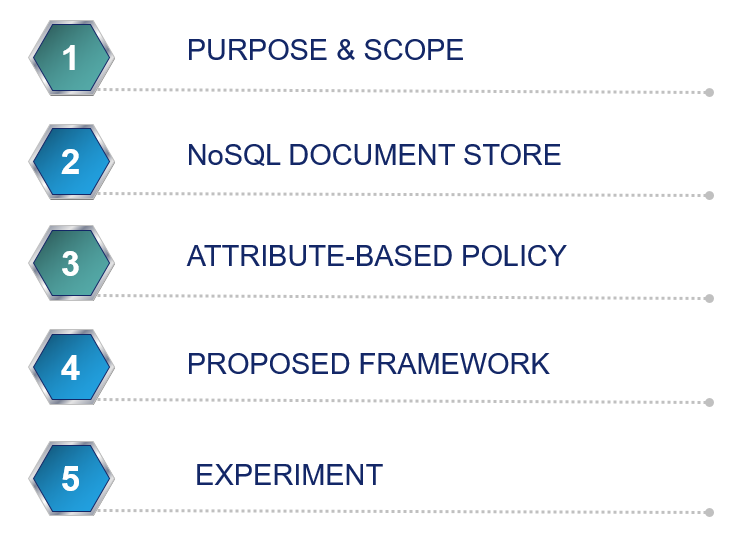 1 PURPOSE & SCOPE
2 NoSQL DOCUMENT STORE
3 ATTRIBUTE-BASED POLICY
4 PROPOSED FRAMEWORK
5 EXPERIMENT